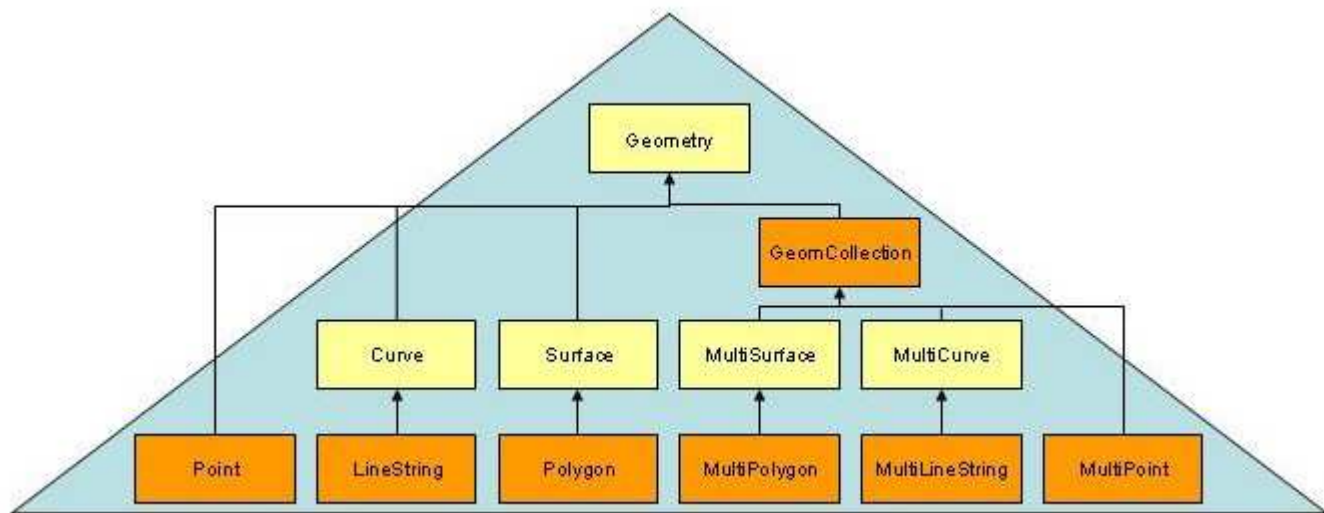 Geometry
GeomCollection
Curve
Surface
MultiSurface
MultiCurve
Point
LineString
Polygon
MultiPolygon
MultiLineString
MultiPoint